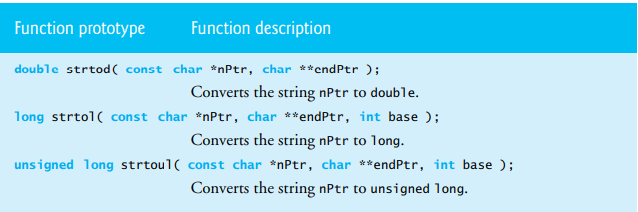 Function prototype Function description
double strtod( const char *nPtr, char **endPtr );
Converts the string nPtr to double.
long strtol( const char *nPtr, char **endPtr, int base );
Converts the string nPtr to long.
unsigned long strtoul( const char *nPtr, char **endPtr, int base );
Converts the string nPtr to unsigned long.